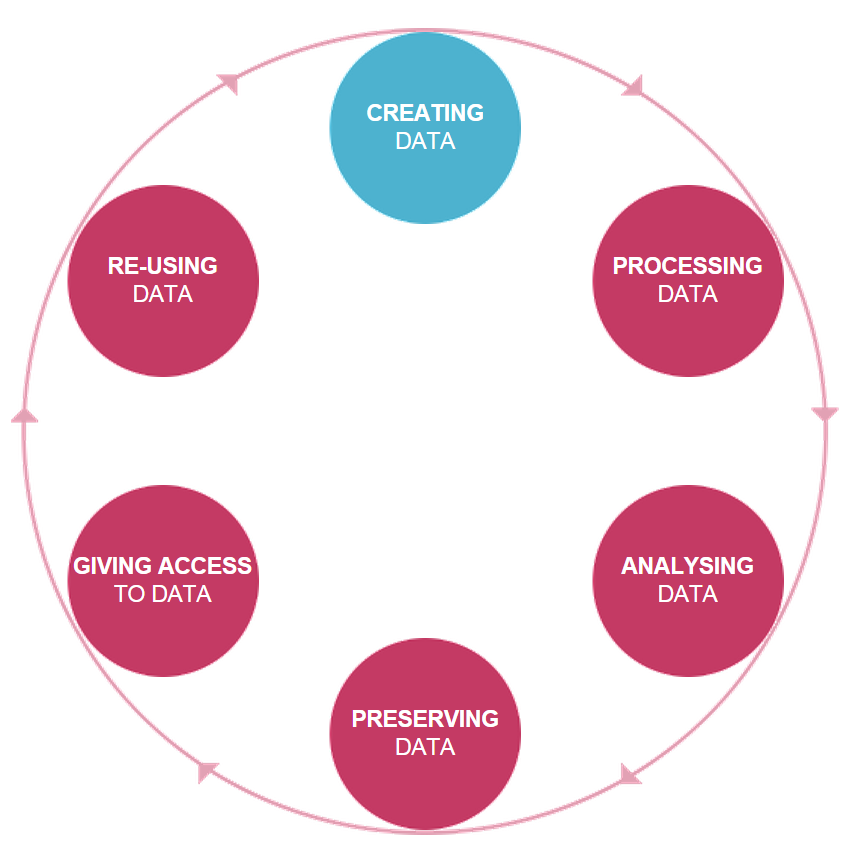 CREATING
DATA
PROCESSING
DATA
ANALYSING
DATA
PRESERVING
DATA
GIVING ACCESS
TO DATA
RE-USING
DATA